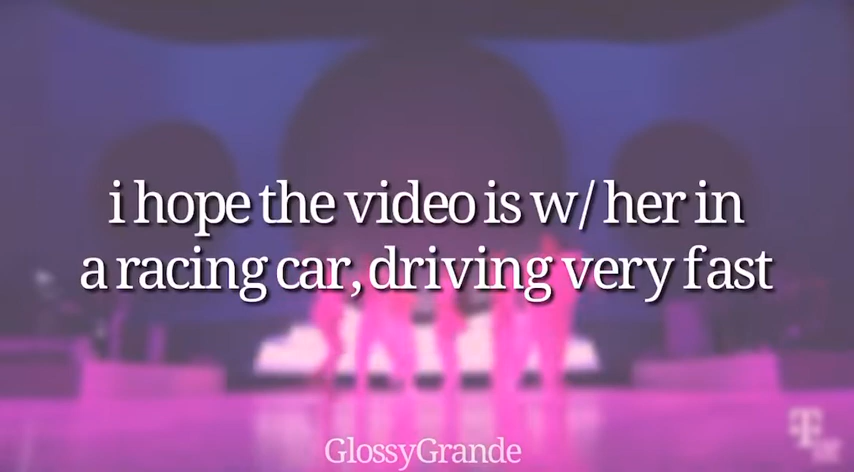 i hope the video is w/ her in
a racing car, driving very fast
GlossyGrande
T